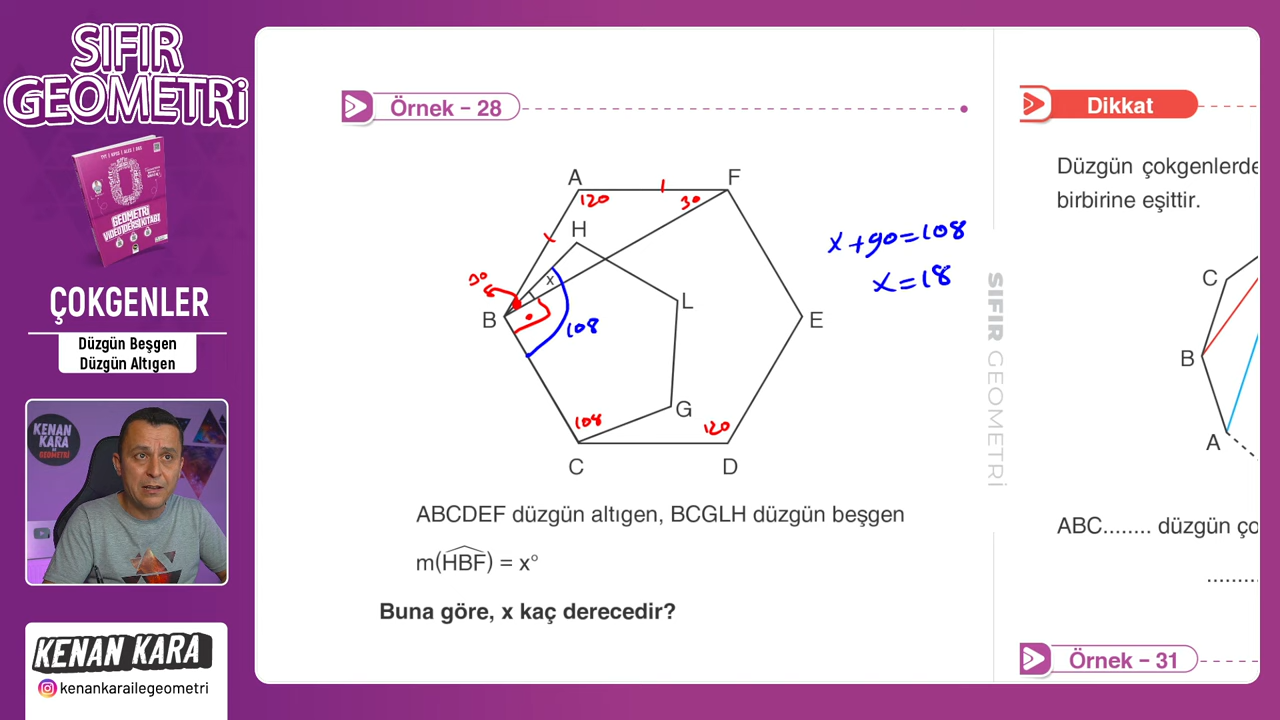 SIFIR
GEOMETRİ
GEOMETRİ
VİDEO DERS KİTABI
ÇOKGENLER
Düzgün Beşgen
Düzgün Altıgen
KENAN
KARA
GEOMETRİ
KENAN KARA
kenankarailegeometri
Örnek – 28
A
F
120
30
H
x
30
B
L
E
108
108
G
120
C
D
x+90=108
x=18
ABCDEF düzgün altıgen, BCGLH düzgün beşgen
m(HBF) = x°
Buna göre, x kaç derecedir?
SIFIR GEOMETRİ
Dikkat
Düzgün çokgenlerde
birbirine eşittir.
C
B
A
ABC........ düzgün ço
...........
Örnek – 31